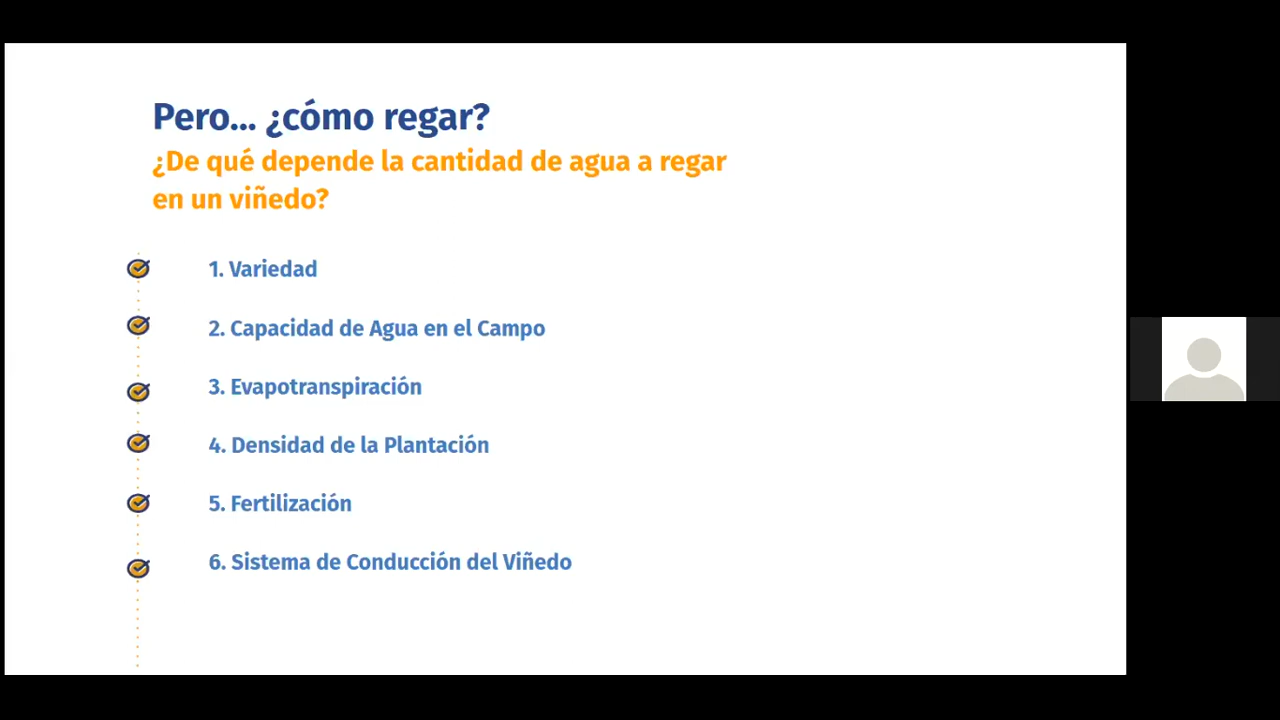 Pero... ¿cómo regar?
¿De qué depende la cantidad de agua a regar
en un viñedo?
1. Variedad
2. Capacidad de Agua en el Campo
3. Evapotranspiración
4. Densidad de la Plantación
5. Fertilización
6. Sistema de Conducción del Viñedo